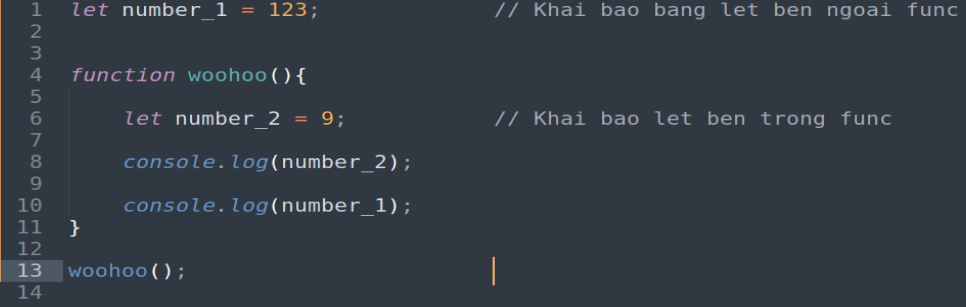 1 let number_1 = 123; // Khai bao bang let ben ngoai func
2
3
4 function woohoo(){
5
6 let number_2 = 9; // Khai bao let ben trong func
7
8 console.log(number_2);
9
10 console.log(number_1);
11 }
12
13 woohoo();
14